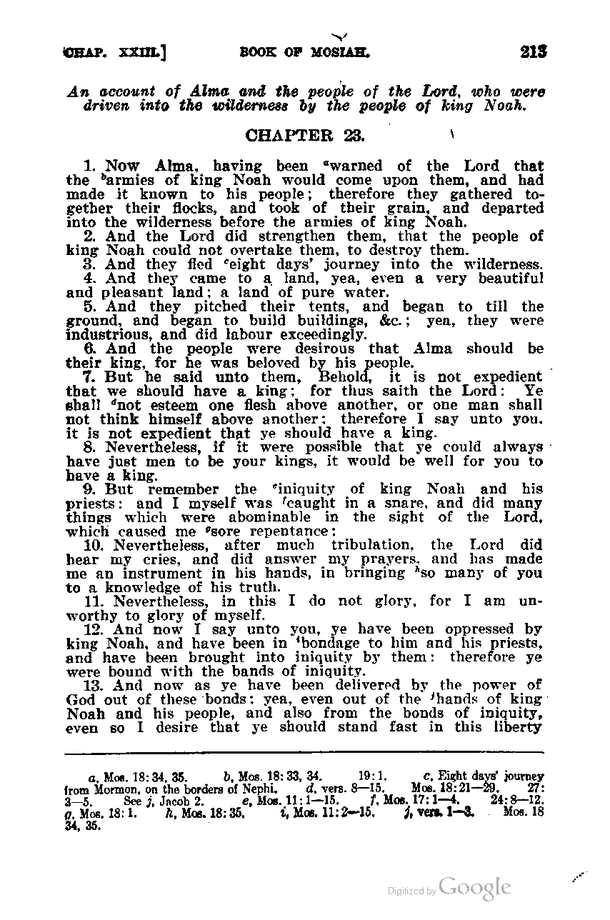 CHAP. XXIII.] BOOK OF MOSIAH. 213
An account of Alma and the people of the Lord, who were
driven into the wilderness by the people of king Noah.
CHAPTER 23.
1. Now Alma, having been ᵃwarned of the Lord that
the ᵇarmies of king Noah would come upon them, and had
made it known to his people; therefore they gathered to-
gether their flocks, and took of their grain, and departed
into the wilderness before the armies of king Noah.
2. And the Lord did strengthen them, that the people of
king Noah could not overtake them, to destroy them.
3. And they fled ᶜeight days' journey into the wilderness.
4. And they came to a land, yea, even a very beautiful
and pleasant land; a land of pure water.
5. And they pitched their tents, and began to till the
ground, and began to build buildings, &c.; yea, they were
industrious, and did labour exceedingly.
6. And the people were desirous that Alma should be
their king, for he was beloved by his people.
7. But he said unto them, Behold, it is not expedient
that we should have a king; for thus saith the Lord: Ye
shall ᵈnot esteem one flesh above another, or one man shall
not think himself above another; therefore I say unto you.
it is not expedient that ye should have a king.
8. Nevertheless, if it were possible that ye could always
have just men to be your kings, it would be well for you to
have a king.
9. But remember the ᵉiniquity of king Noah and his
priests: and I myself was ᶠcaught in a snare, and did many
things which were abominable in the sight of the Lord,
which caused me ᵍsore repentance:
10. Nevertheless, after much tribulation, the Lord did
hear my cries, and did answer my prayers, and has made
me an instrument in his hands, in bringing ʰso many of you
to a knowledge of his truth.
11. Nevertheless, in this I do not glory, for I am un-
worthy to glory of myself.
12. And now I say unto you, ye have been oppressed by
king Noah, and have been in ⁱbondage to him and his priests,
and have been brought into iniquity by them: therefore ye
were bound with the bands of iniquity.
13. And now as ye have been delivered by the power of
God out of these bonds; yea, even out of the ʲhands of king
Noah and his people, and also from the bonds of iniquity,
even so I desire that ye should stand fast in this liberty
a, Mos. 18:34, 35. b, Mos. 18:33, 34. 19:1. c, Eight days' journey
from Mormon, on the borders of Nephi. d, vers. 8—15. Mos. 18:21—29. 27:
3—5. See j, Jacob 2. e, Mos. 11:1—15. f, Mos. 17:1—4. 24:8—12.
g, Mos. 18:1. h, Mos. 18:35. i, Mos. 11:2—15. j, vers. 1—3. Mos. 18
34, 35.
Digitized by Google